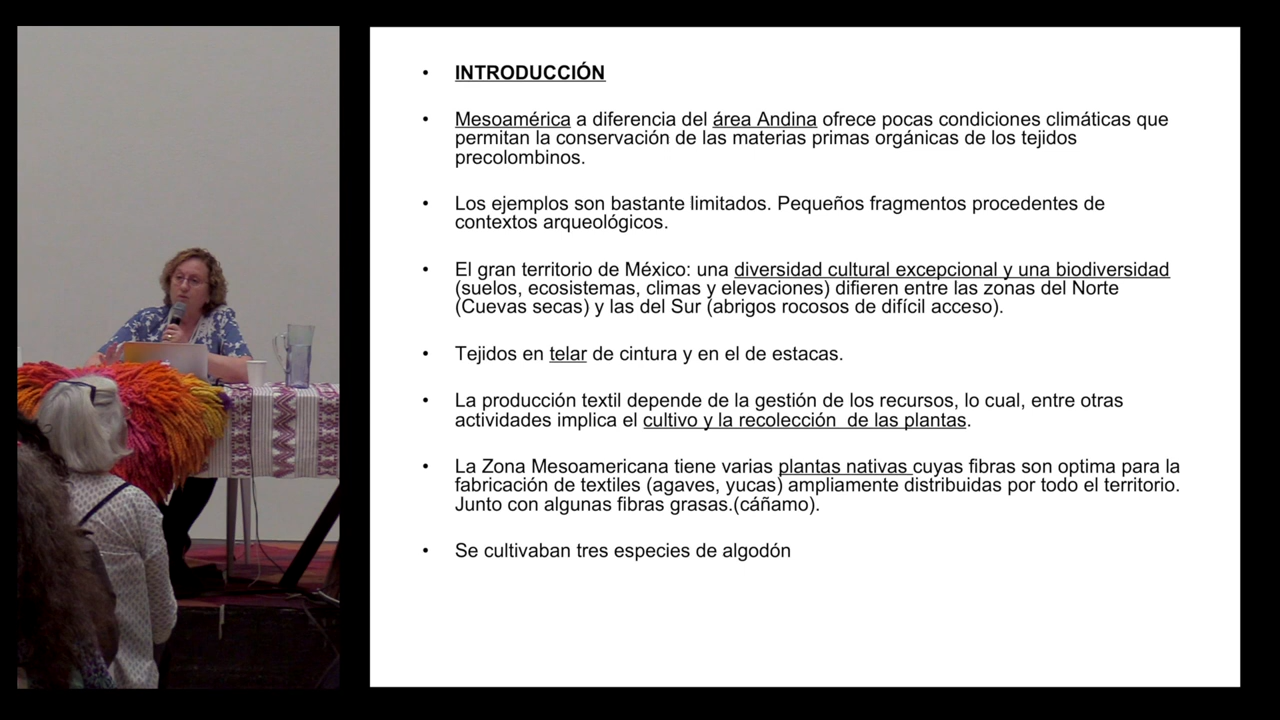 • INTRODUCCIÓN
• Mesoamérica a diferencia del área Andina ofrece pocas condiciones climáticas que
permitan la conservación de las materias primas orgánicas de los tejidos
precolombinos.
• Los ejemplos son bastante limitados. Pequeños fragmentos procedentes de
contextos arqueológicos.
• El gran territorio de México: una diversidad cultural excepcional y una biodiversidad
(suelos, ecosistemas, climas y elevaciones) difieren entre las zonas del Norte
(Cuevas secas) y las del Sur (abrigos rocosos de difícil acceso).
• Tejidos en telar de cintura y en el de estacas.
• La producción textil depende de la gestión de los recursos, lo cual, entre otras
actividades implica el cultivo y la recolección  de las plantas.
• La Zona Mesoamericana tiene varias plantas nativas cuyas fibras son optima para la
fabricación de textiles (agaves, yucas) ampliamente distribuidas por todo el territorio.
Junto con algunas fibras grasas.(cáñamo).
• Se cultivaban tres especies de algodón